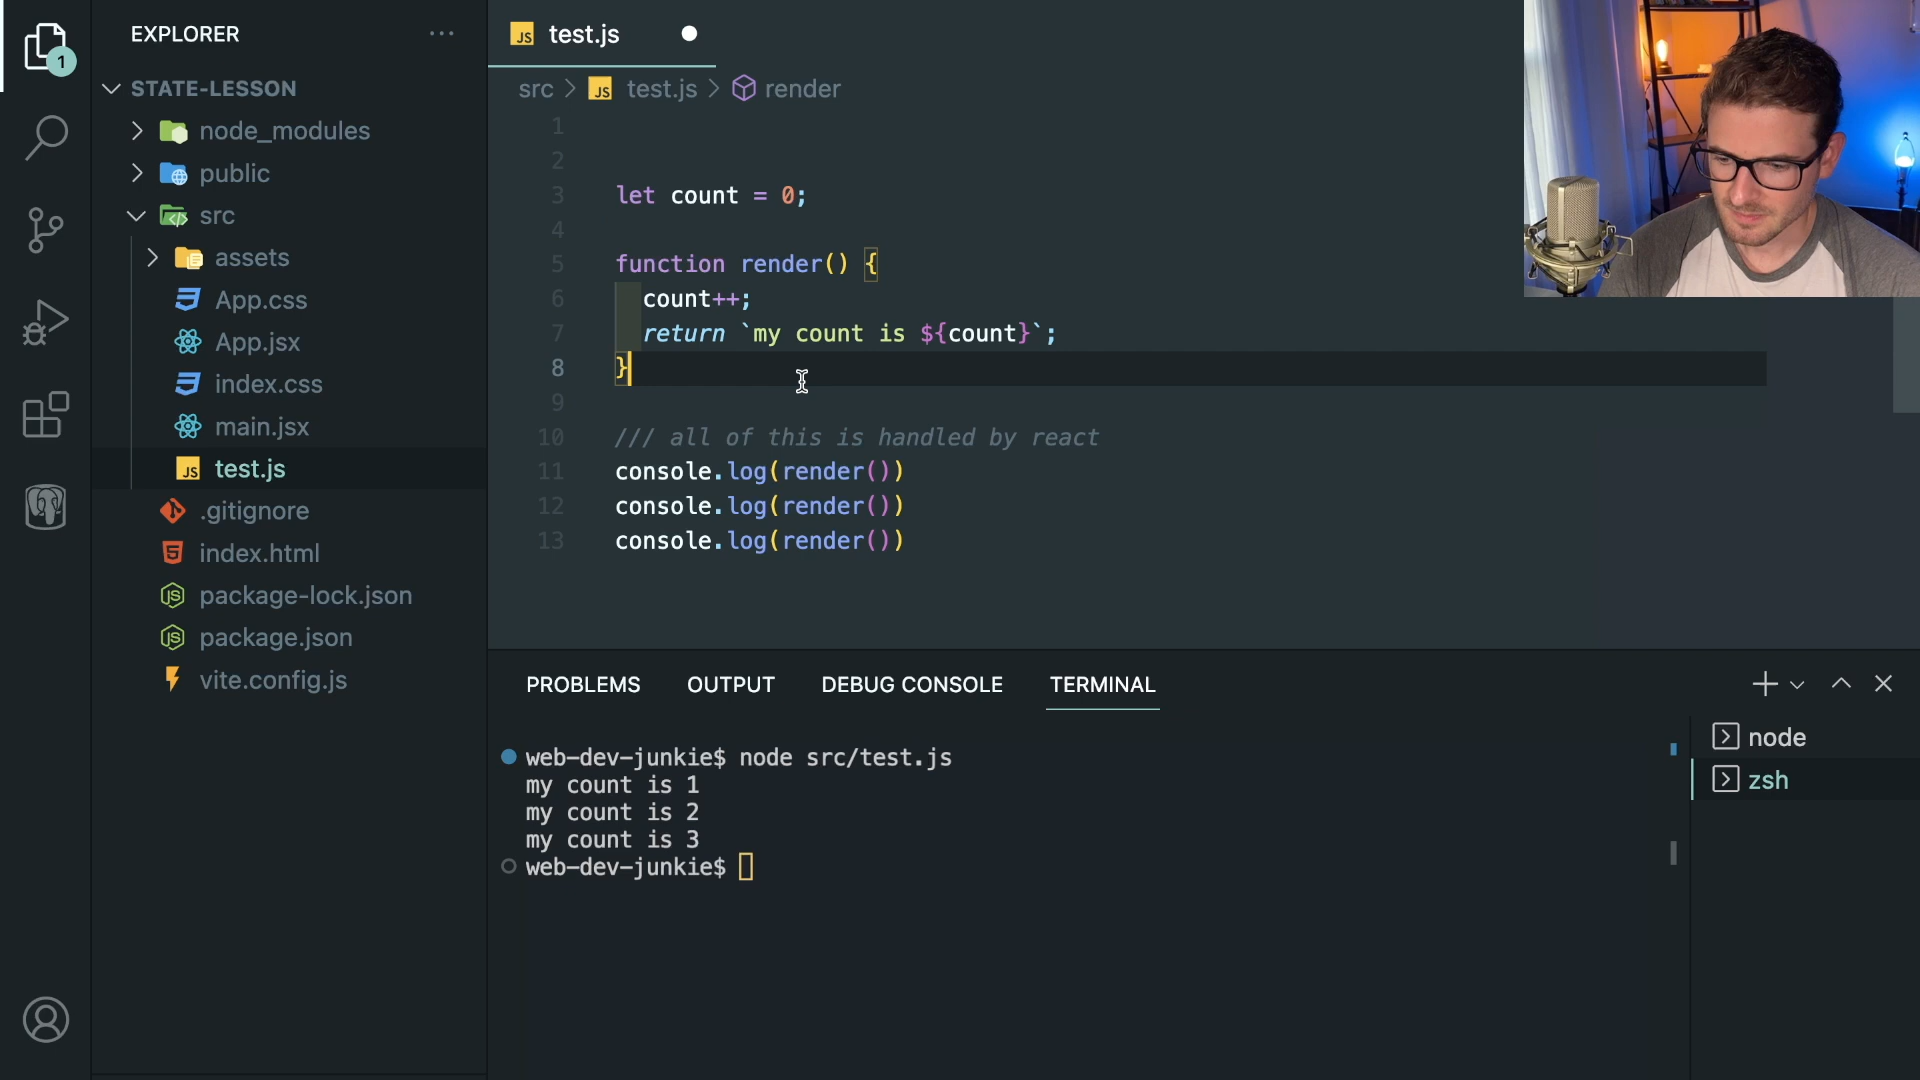 EXPLORER
1
STATE-LESSON
node_modules
public
src
assets
App.css
App.jsx
index.css
main.jsx
JS test.js
.gitignore
index.html
package-lock.json
package.json
vite.config.js
JS test.js
src > JS test.js > render
1
2
3 let count = 0;
4
5 function render() {
6 count++;
7 return `my count is ${count}`;
8 }
9
10 /// all of this is handled by react
11 console.log(render())
12 console.log(render())
13 console.log(render())
PROBLEMS OUTPUT DEBUG CONSOLE TERMINAL
web-dev-junkie$ node src/test.js
my count is 1
my count is 2
my count is 3
web-dev-junkie$
node
zsh